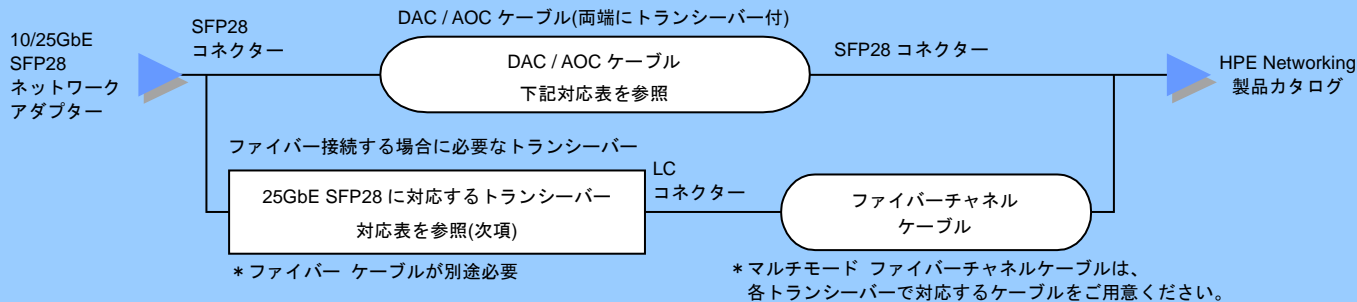 10/25GbE
SFP28
ネットワーク
アダプター
SFP28
コネクター
DAC / AOC ケーブル(両端にトランシーバー付)
DAC / AOC ケーブル
下記対応表を参照
SFP28 コネクター
HPE Networking
製品カタログ
ファイバー接続する場合に必要なトランシーバー
25GbE SFP28 に対応するトランシーバー
対応表を参照(次項)
LC
コネクター
ファイバーチャネル
ケーブル
*ファイバー ケーブルが別途必要
*マルチモード ファイバーチャネルケーブルは、
各トランシーバーで対応するケーブルをご用意ください。